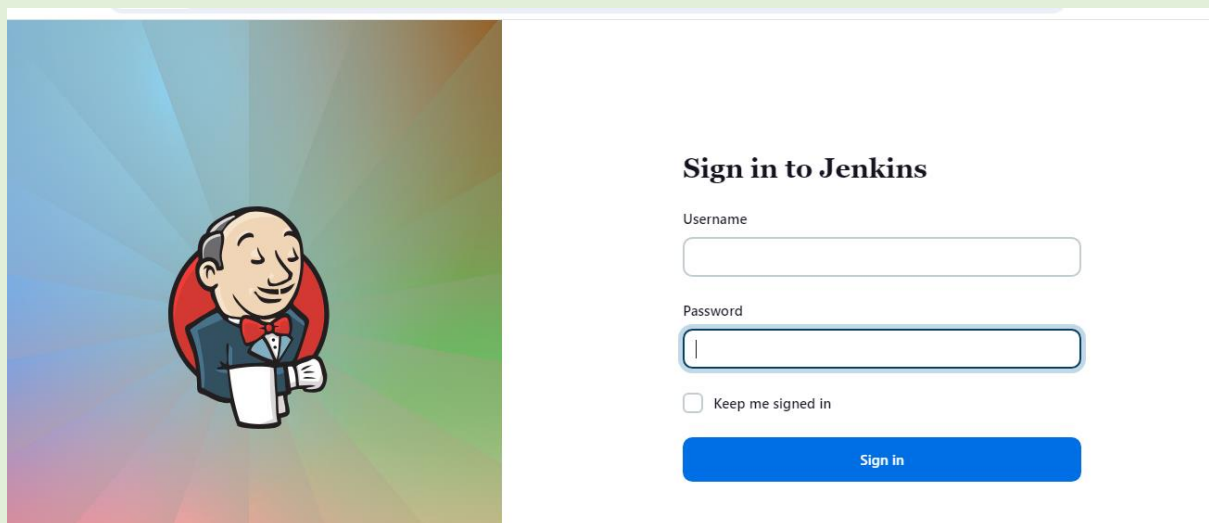 Sign in to Jenkins
Username
Password
Keep me signed in
Sign in